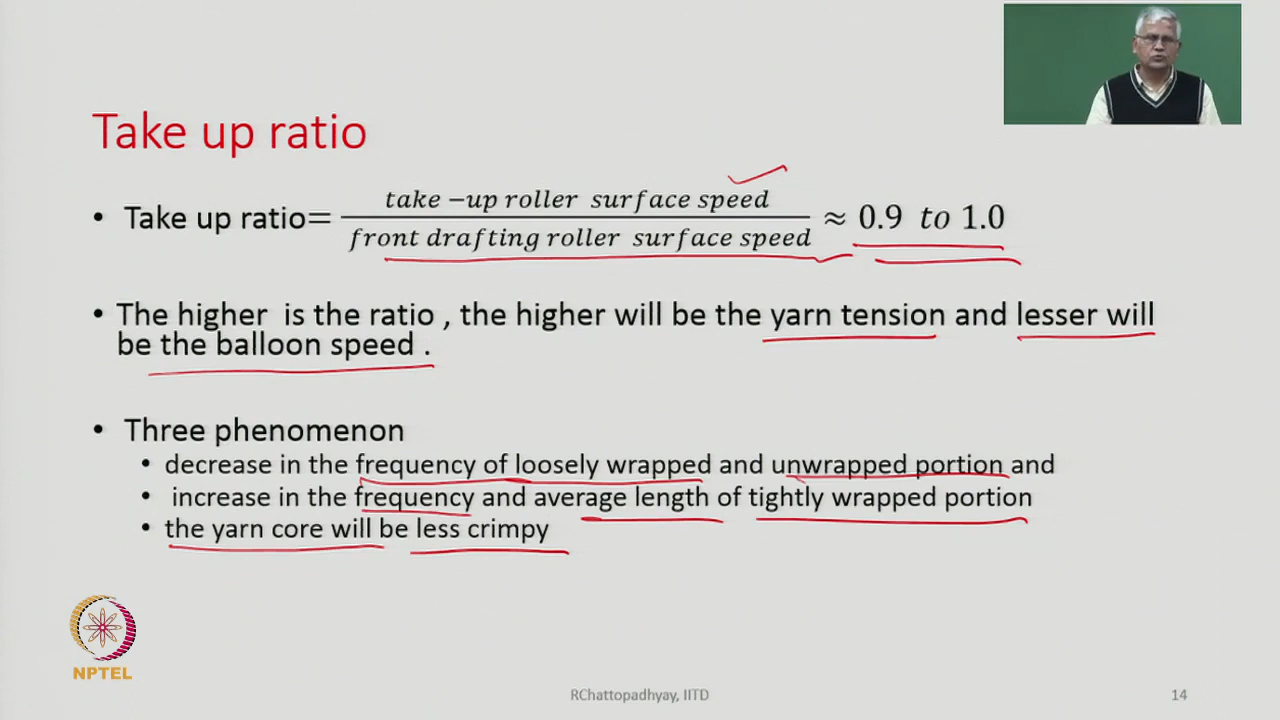 Take up ratio
• Take up ratio= take −up roller surface speed / front drafting roller surface speed ≈ 0.9 to 1.0
• The higher is the ratio , the higher will be the yarn tension and lesser will
be the balloon speed .
• Three phenomenon
• decrease in the frequency of loosely wrapped and unwrapped portion and
• increase in the frequency and average length of tightly wrapped portion
• the yarn core will be less crimpy
NPTEL
RChattopadhyay, IITD
14